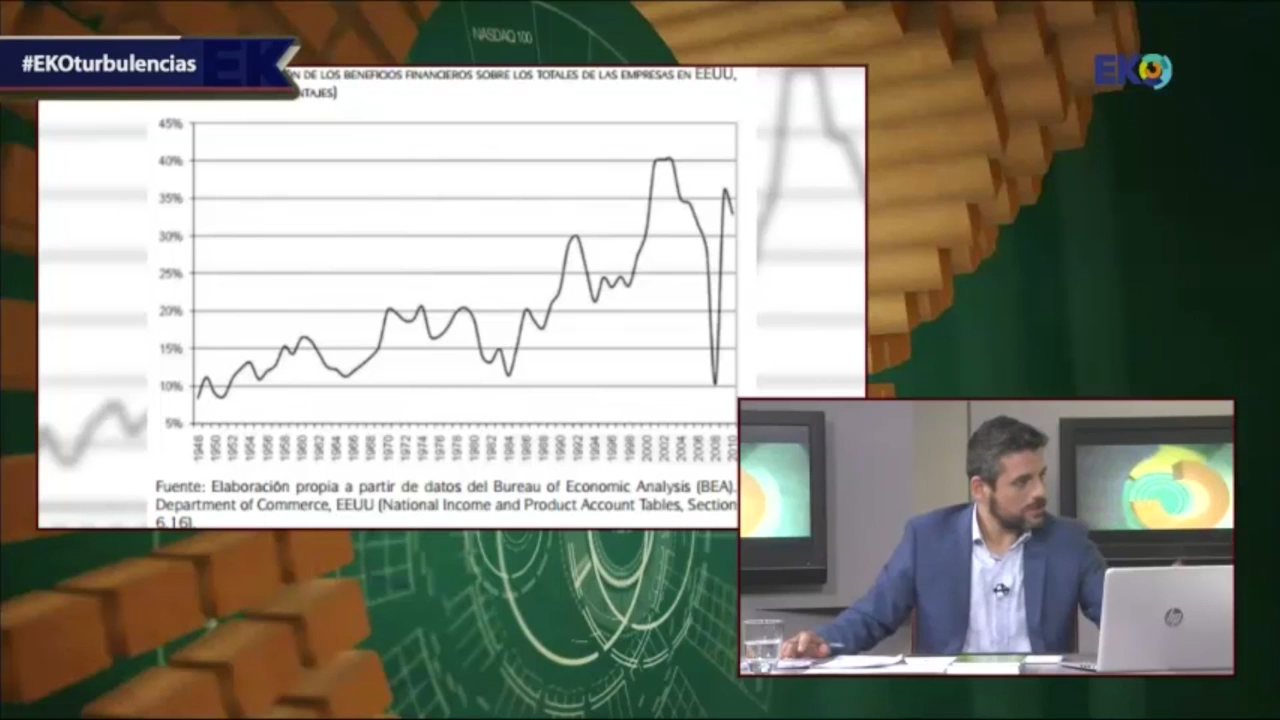 NASDAQ 100
#EKOturbulencias
EK
EKO
ÓN DE LOS BENEFICIOS FINANCIEROS SOBRE LOS TOTALES DE LAS EMPRESAS EN EEUU,
NTAJES)
45%
40%
35%
30%
25%
20%
15%
10%
5%
1948 1950 1952 1954 1956 1958 1960 1962 1964 1966 1968 1970 1972 1974 1976 1978 1980 1982 1984 1986 1988 1990 1992 1994 1996 1998 2000 2002 2004 2006 2008 2010
Fuente: Elaboración propia a partir de datos del Bureau of Economic Analysis (BEA).
Department of Commerce, EEUU (National Income and Product Account Tables, Section
6.16)
hp